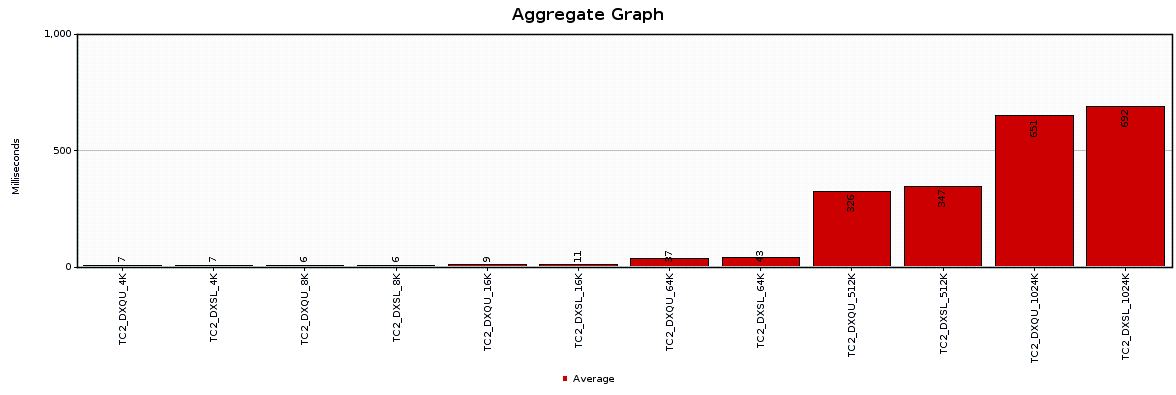 Aggregate Graph
1,000
500
0
Milliseconds
7
7
6
6
9
11
37
43
326
347
651
692
TC2_DXQU_4K
TC2_DXSL_4K
TC2_DXQU_8K
TC2_DXSL_8K
TC2_DXQU_16K
TC2_DXSL_16K
TC2_DXQU_64K
TC2_DXSL_64K
TC2_DXQU_512K
TC2_DXSL_512K
TC2_DXQU_1024K
TC2_DXSL_1024K
Average